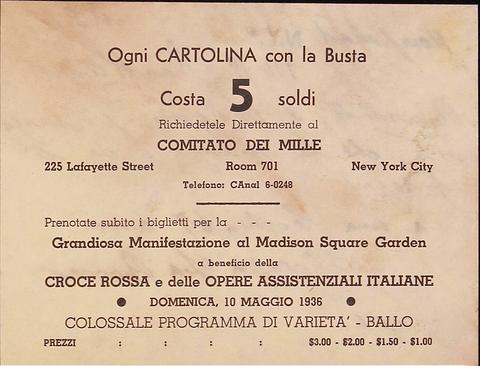 Ogni CARTOLINA con la Busta
Costa 5 soldi
Richiedetele Direttamente al
COMITATO DEI MILLE
225 Lafayette Street Room 701 New York City
Telefono: CAnal 6-0248
Prenotate subito i biglietti per la - - -
Grandiosa Manifestazione al Madison Square Garden
a beneficio della
CROCE ROSSA e delle OPERE ASSISTENZIALI ITALIANE
● DOMENICA, 10 MAGGIO 1936 ●
COLOSSALE PROGRAMMA DI VARIETA' - BALLO
PREZZI : : : : $3.00 - $2.00 - $1.50 - $1.00